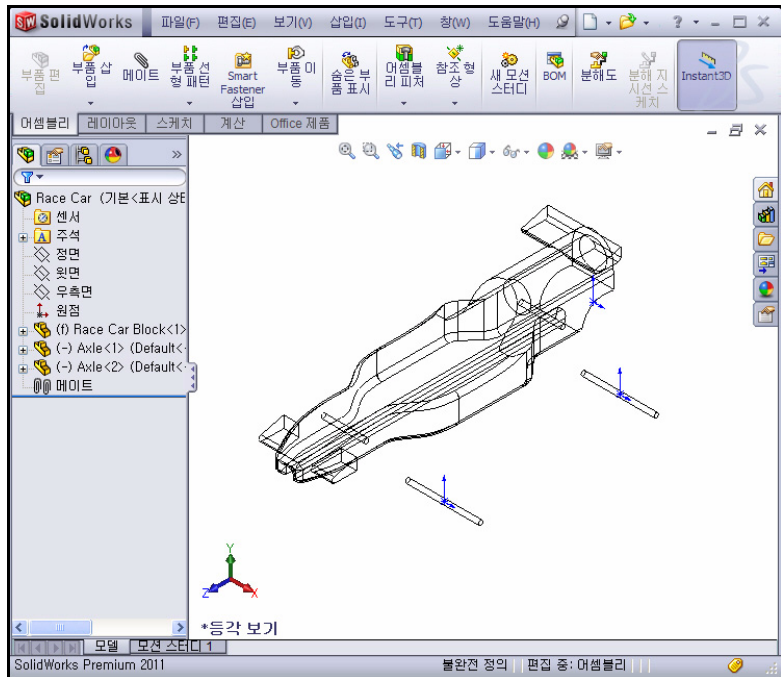 SolidWorks 파일(F) 편집(E) 보기(V) 삽입(I) 도구(T) 창(W) 도움말(H)
부품 편집
부품 삽입
메이트
부품 선형 패턴
Smart Fastener 삽입
부품 이동
숨은 부품 표시
어셈블리 피처
참조 형상
새 모션 스터디
BOM
분해도
분해 지시선 스케치
Instant3D
어셈블리 레이아웃 스케치 계산 Office 제품
Race Car (기본<표시 상
센서
주석
정면
윗면
우측면
원점
(f) Race Car Block<1>
(-) Axle<1> (Default<
(-) Axle<2> (Default<
메이트
Y
Z X
*등각 보기
모델 모션 스터디 1
SolidWorks Premium 2011 불완전 정의 편집 중: 어셈블리